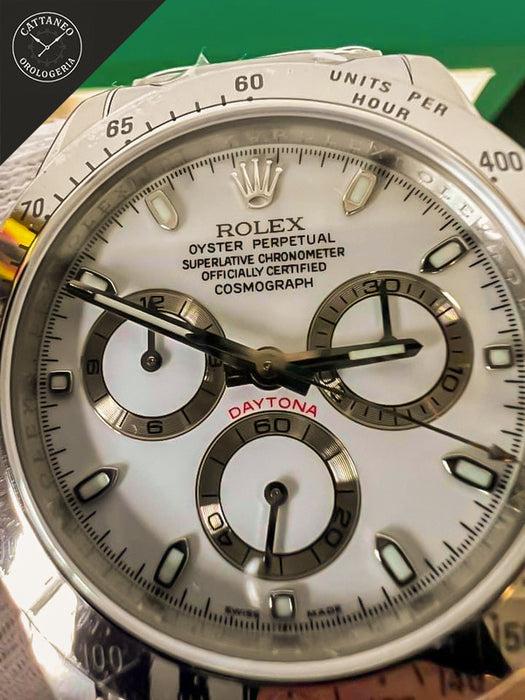 CATTANEO
OROLOGERIA
60
UNITS PER
HOUR
65
400
70
ROLEX
OYSTER PERPETUAL
SUPERLATIVE CHRONOMETER
OFFICIALLY CERTIFIED
COSMOGRAPH
12
9
3
6
30
10
DAYTONA
60
40
20
SWISS MADE
100